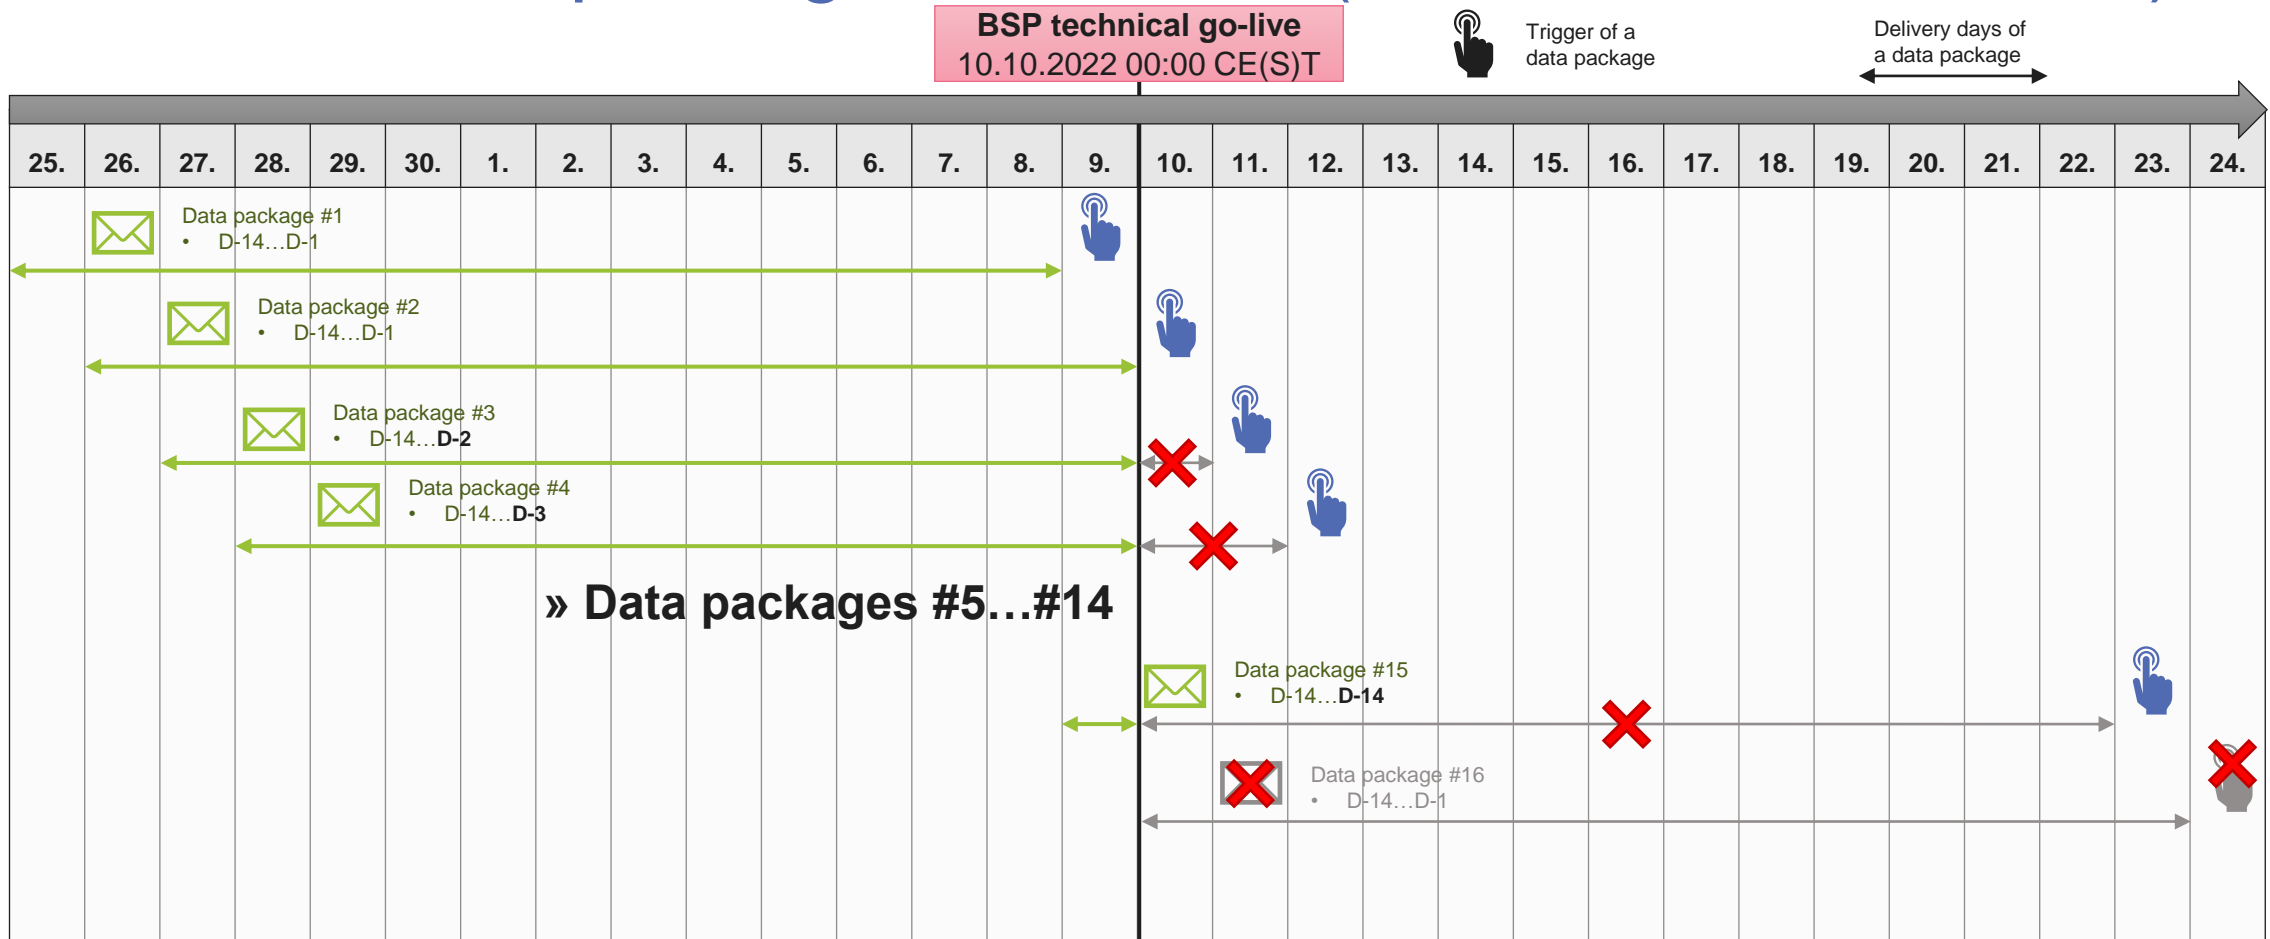 BSP technical go-live
10.10.2022 00:00 CE(S)T
Trigger of a
data package
Delivery days of
a data package
25. 26. 27. 28. 29. 30. 1. 2. 3. 4. 5. 6. 7. 8. 9. 10. 11. 12. 13. 14. 15. 16. 17. 18. 19. 20. 21. 22. 23. 24.
Data package #1
• D-14…D-1
Data package #2
• D-14…D-1
Data package #3
• D-14…D-2
Data package #4
• D-14…D-3
» Data packages #5…#14
Data package #15
• D-14…D-14
Data package #16
• D-14…D-1